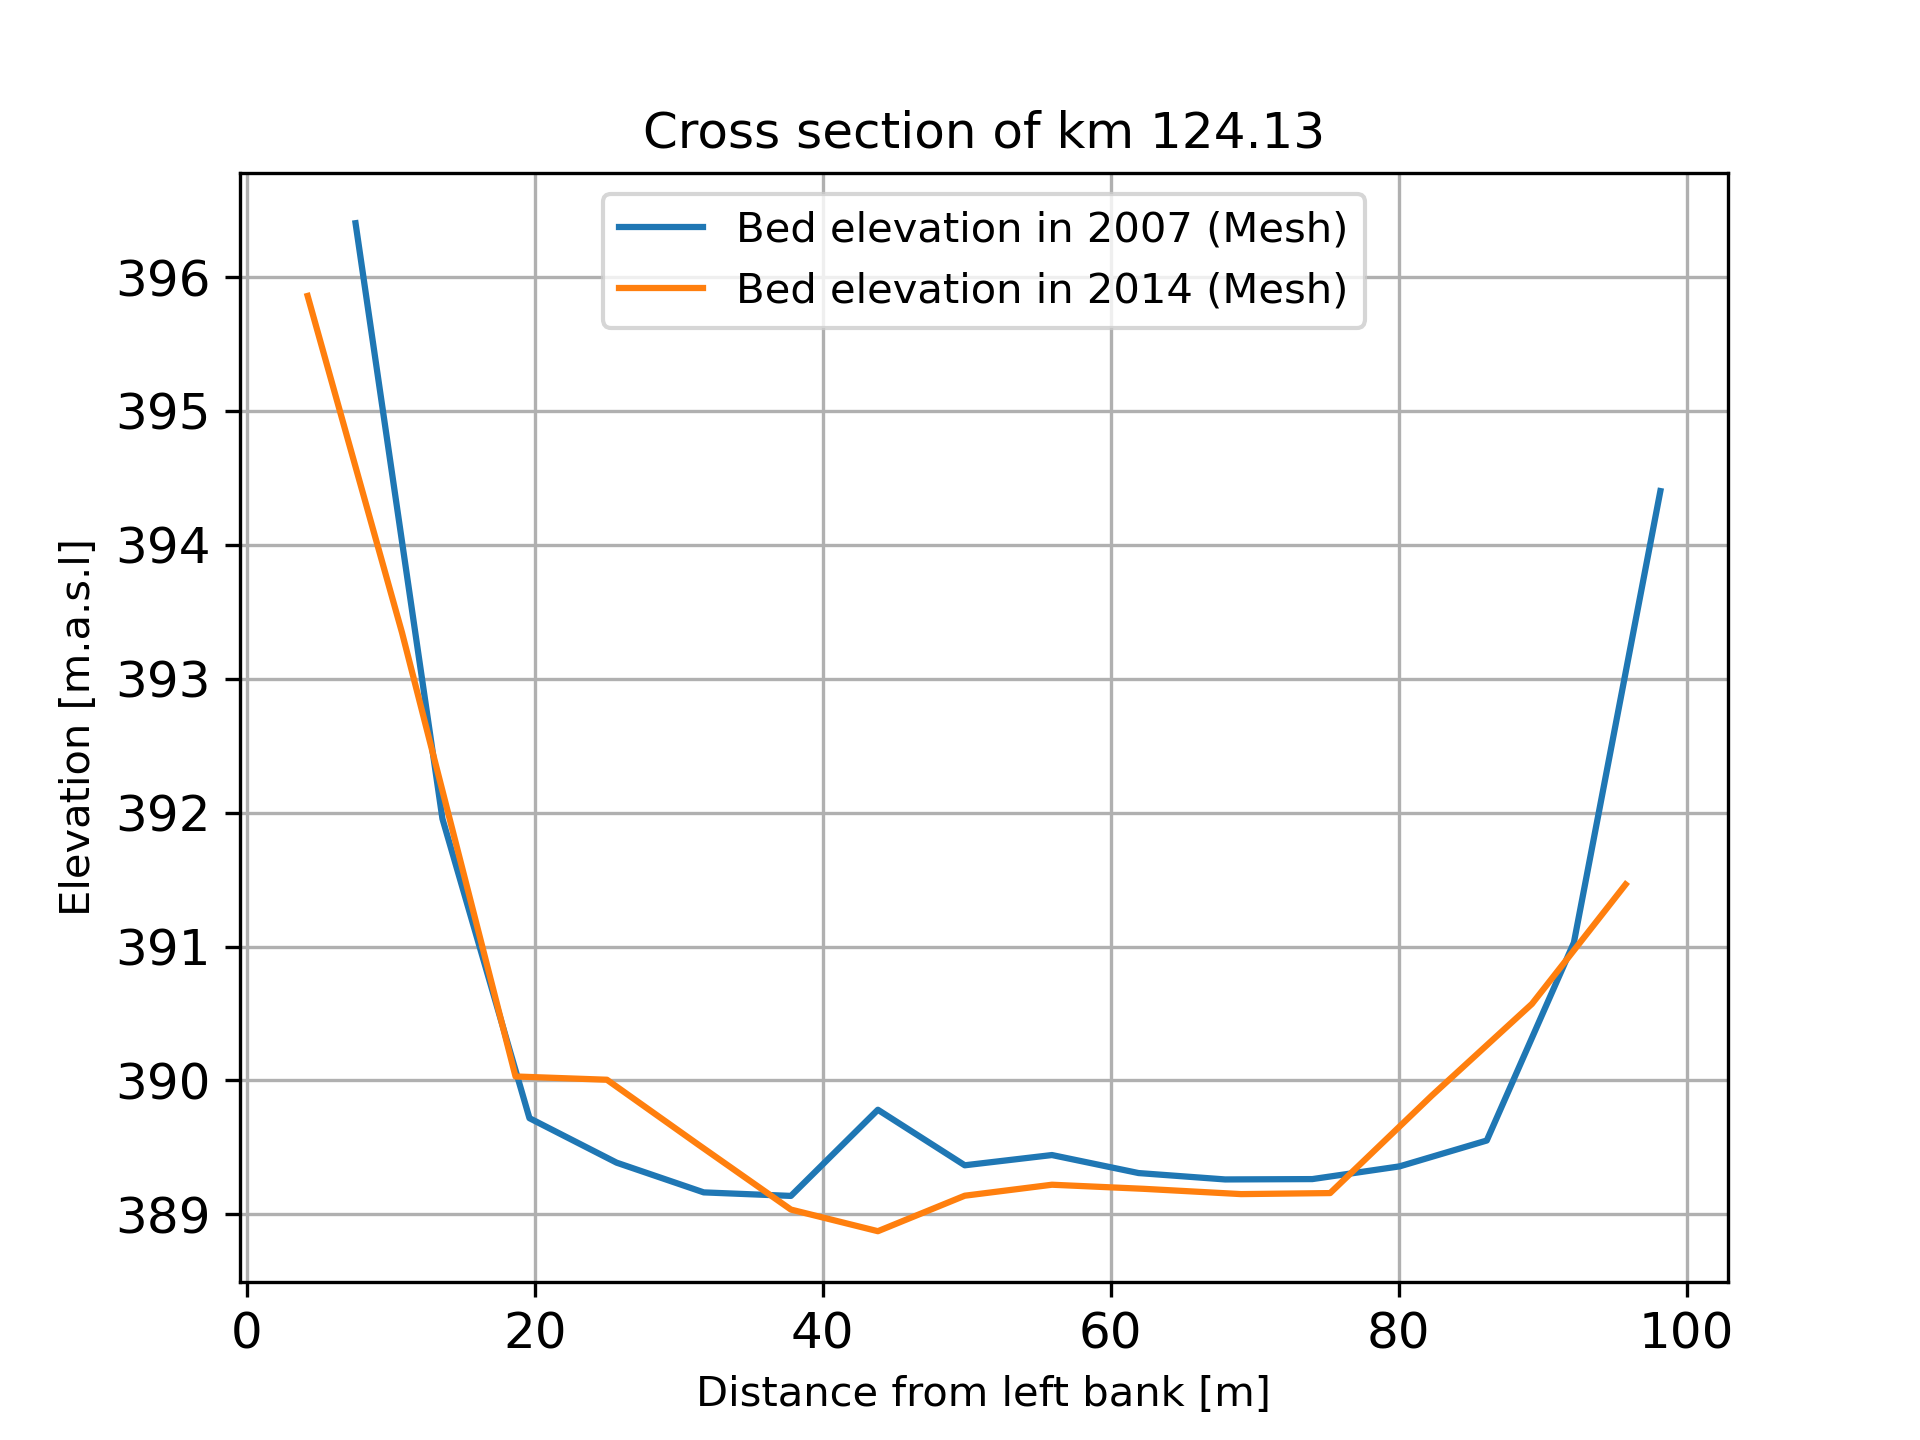 Cross section of km 124.13
Bed elevation in 2007 (Mesh)
Bed elevation in 2014 (Mesh)
Elevation [m.a.s.l]
396
395
394
393
392
391
390
389
0 20 40 60 80 100
Distance from left bank [m]